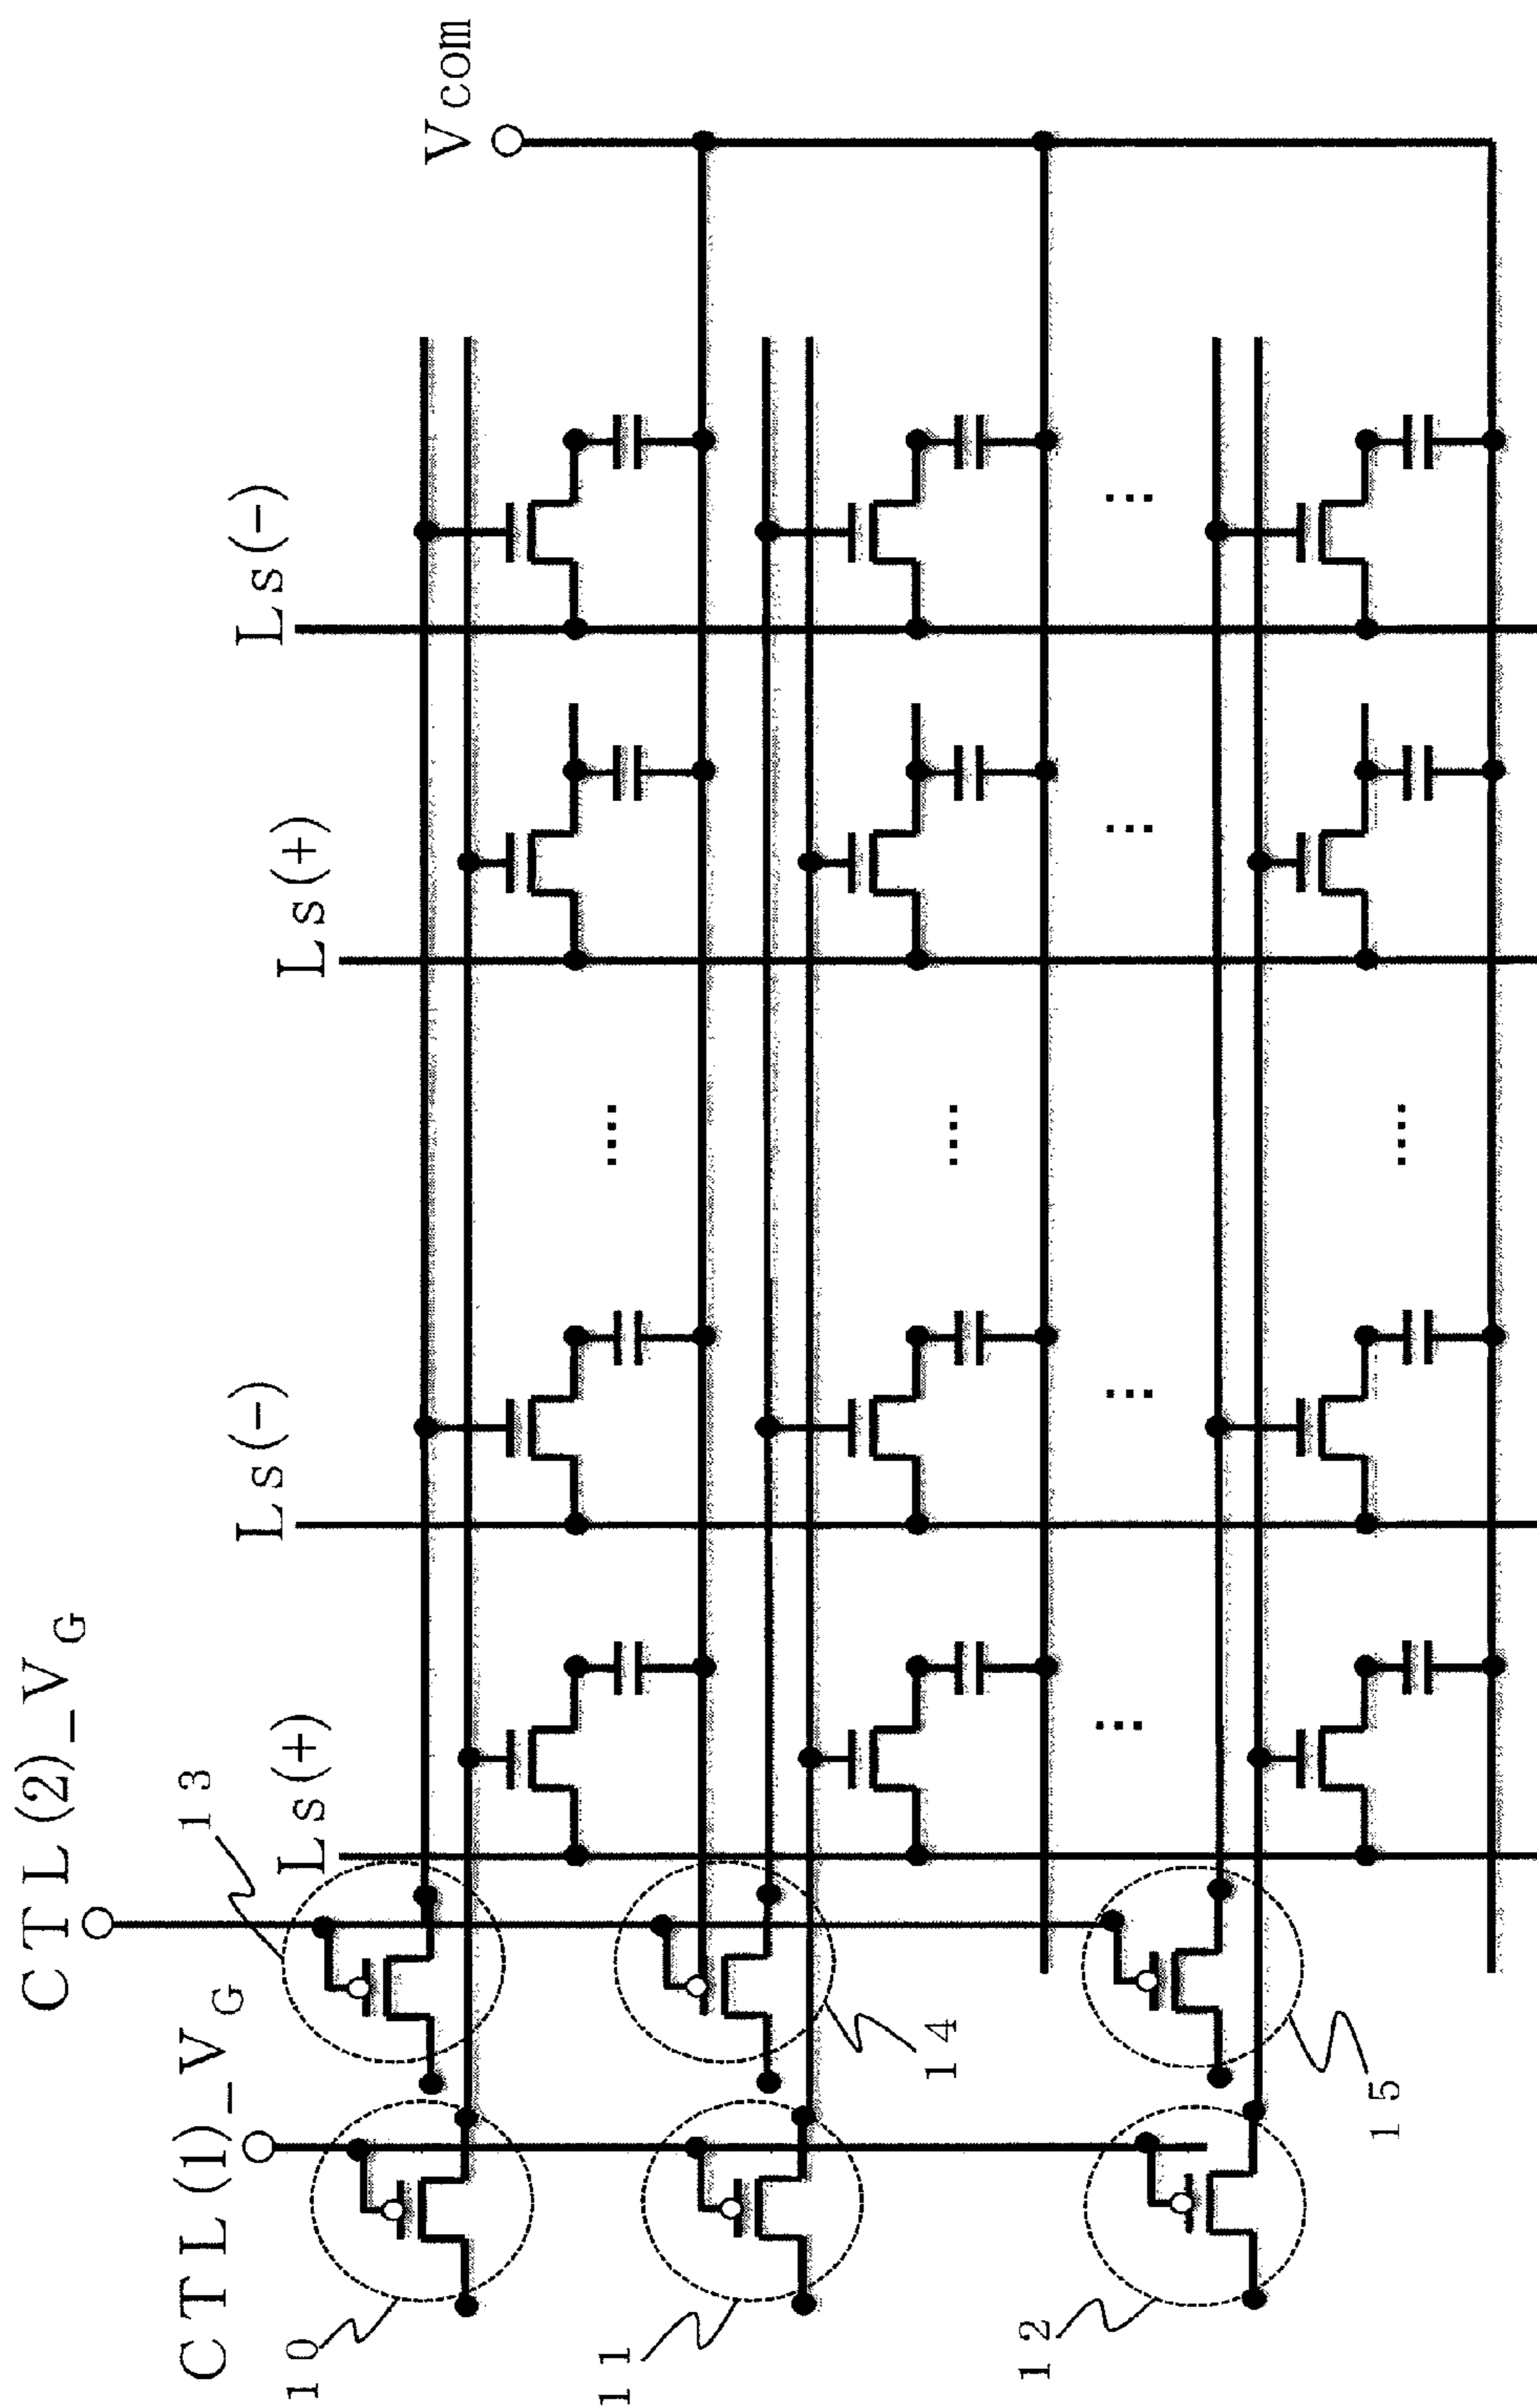 CTL(2)_VG
CTL(1)_VG
13
Ls(+)
Ls(-)
Ls(+)
Ls(-)
Vcom
10
11
14
12
15